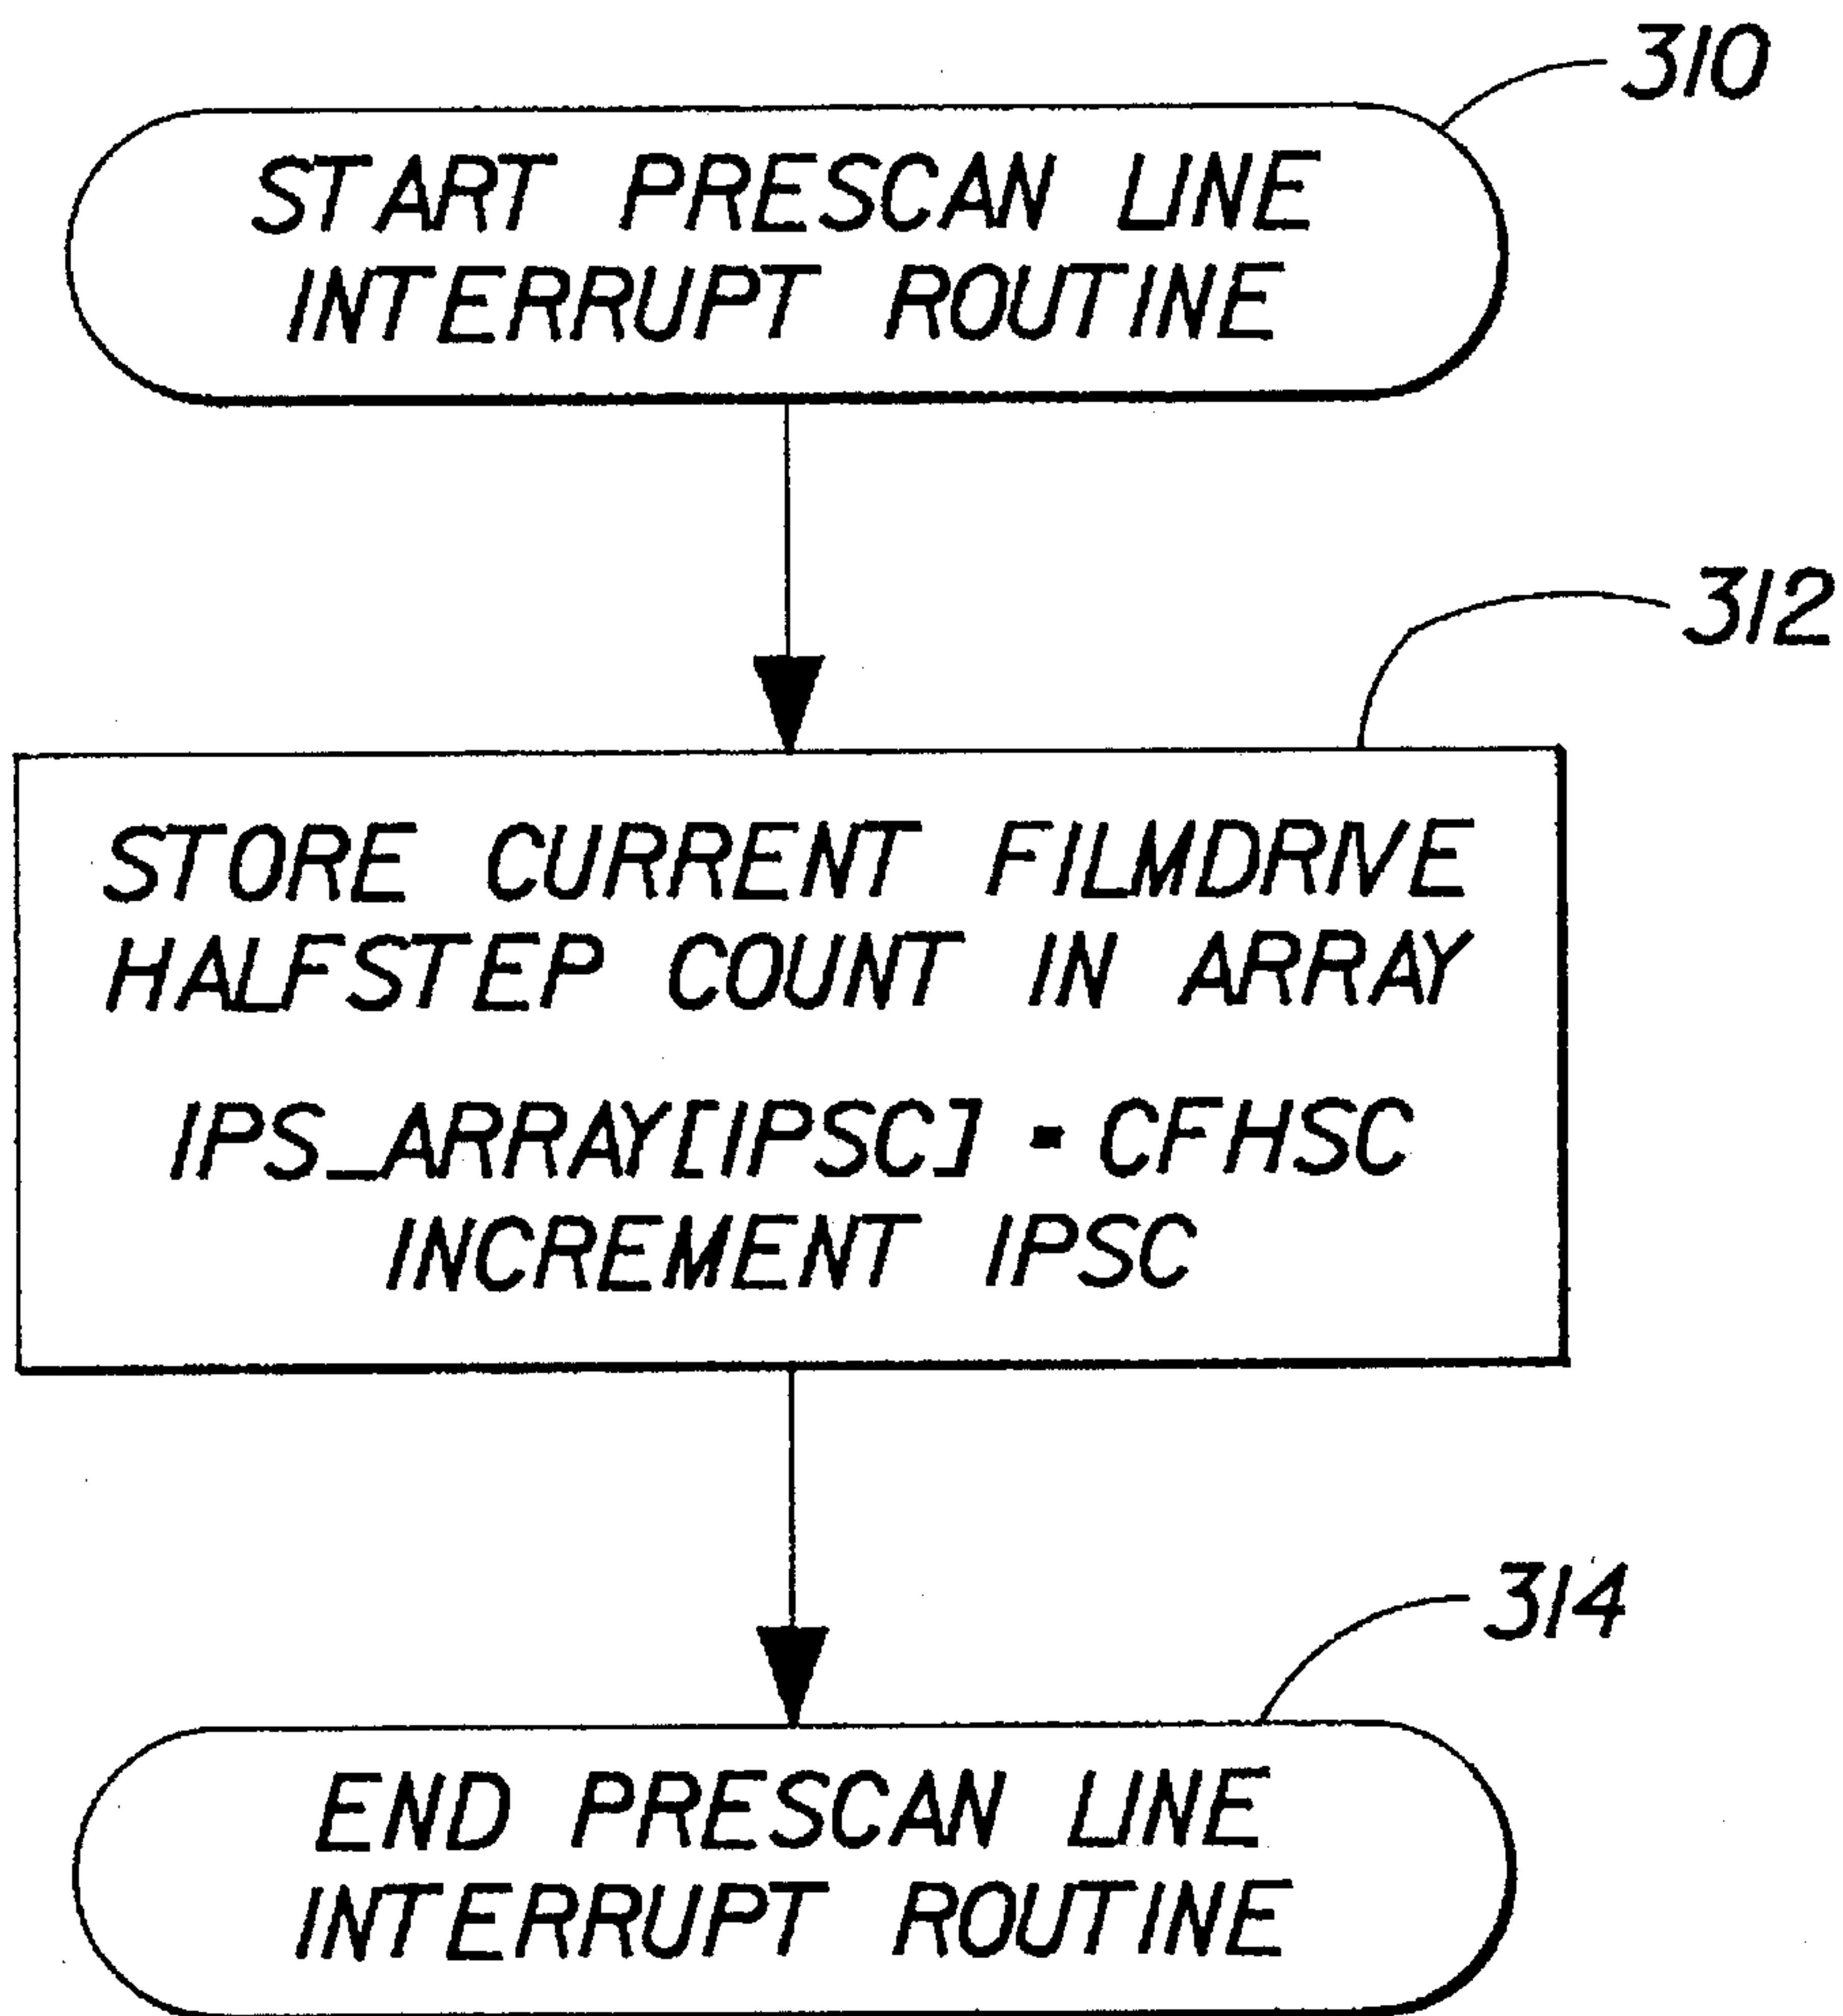 310
START PRESCAN LINE
INTERRUPT ROUTINE
312
STORE CURRENT FILMDRIVE
HALFSTEP COUNT IN ARRAY
IPS_ARRAY[IPSC] = CFHSC
INCREMENT IPSC
314
END PRESCAN LINE
INTERRUPT ROUTINE